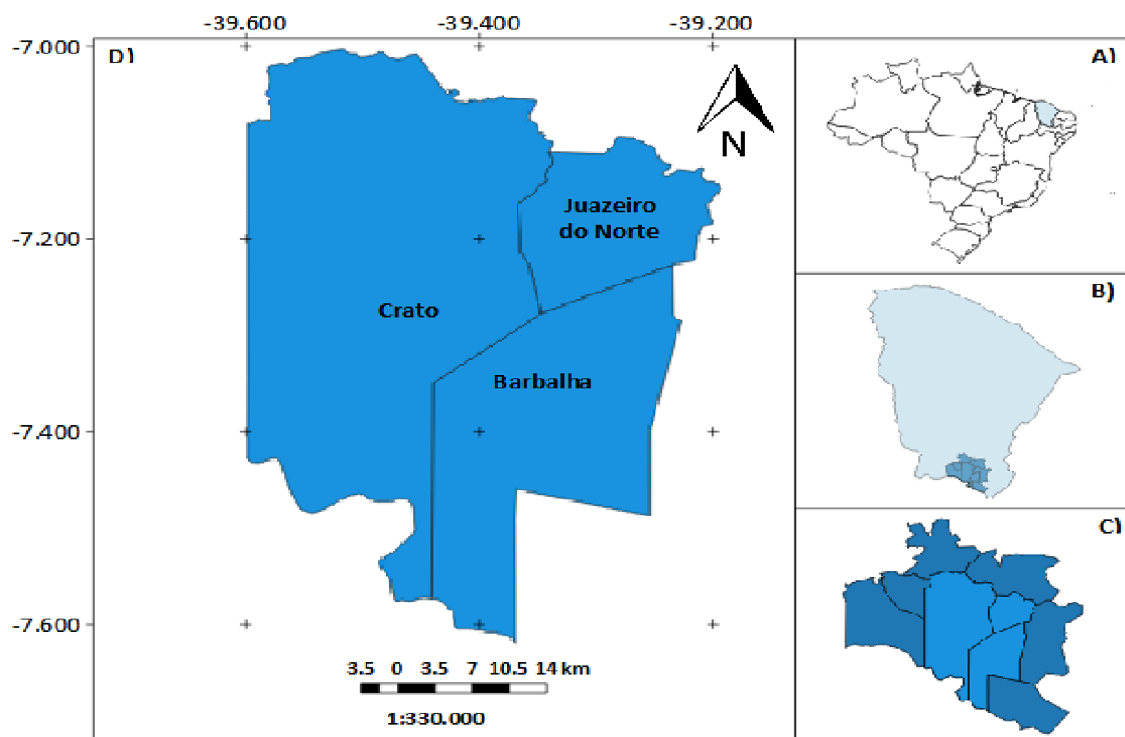 -39.600 -39.400 -39.200
-7.000
D)
A)
N
Juazeiro
do Norte
-7.200
B)
Crato
Barbalha
-7.400
C)
-7.600
3.5 0 3.5 7 10.5 14 km
1:330.000